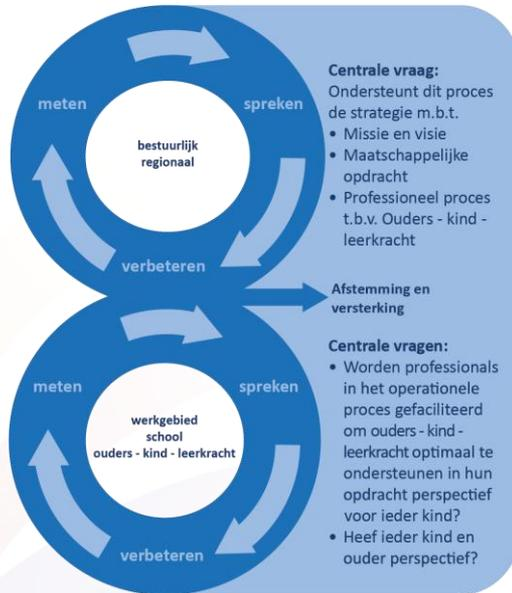 meten
spreken
bestuurlijk
regionaal
verbeteren
Centrale vraag:
Ondersteunt dit proces
de strategie m.b.t.
• Missie en visie
• Maatschappelijke
opdracht
• Professioneel proces
t.b.v. Ouders - kind -
leerkracht
Afstemming en
versterking
meten
spreken
werkgebied
school
ouders - kind - leerkracht
verbeteren
Centrale vragen:
• Worden professionals
in het operationele
proces gefaciliteerd
om ouders - kind -
leerkracht optimaal te
ondersteunen in hun
opdracht perspectief
voor ieder kind?
• Heef ieder kind en
ouder perspectief?